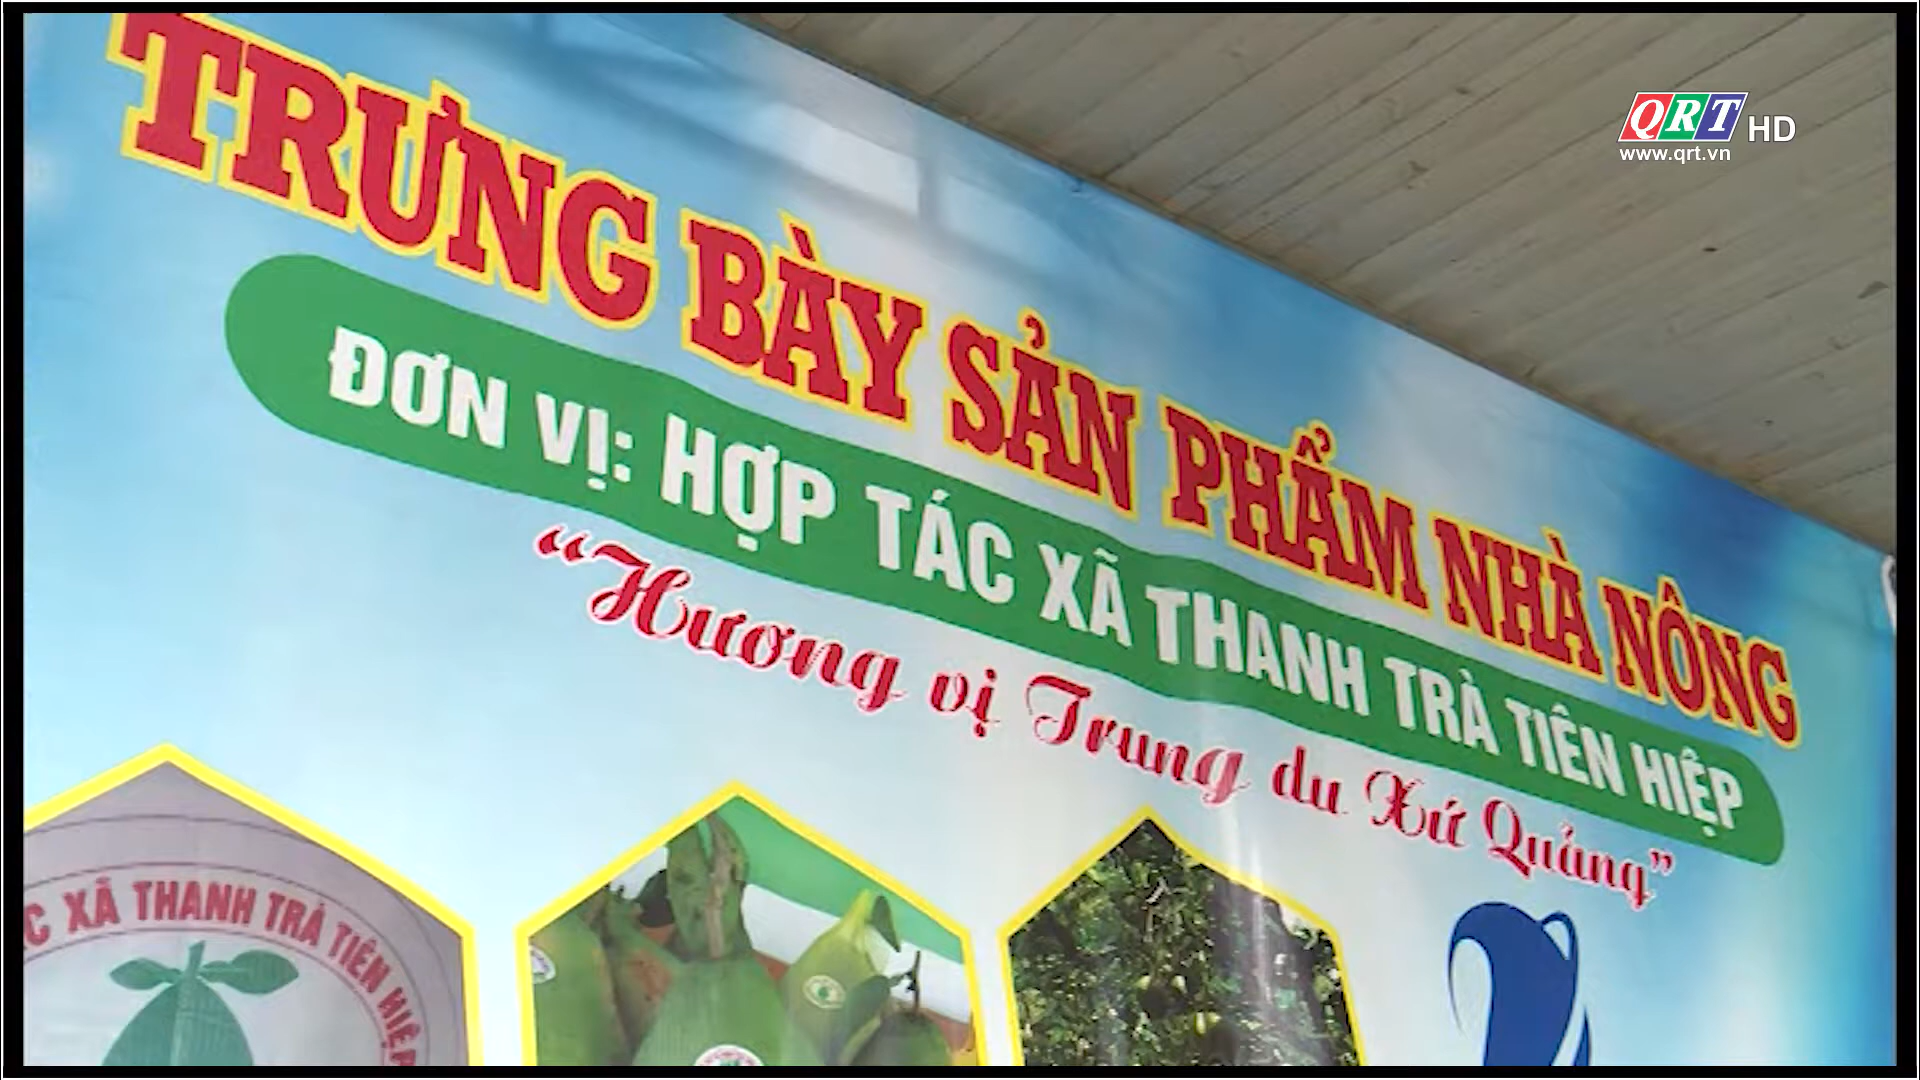 QRT HD
www.qrt.vn
TRƯNG BÀY SẢN PHẨM NHÀ NÔNG
ĐƠN VỊ: HỢP TÁC XÃ THANH TRÀ TIÊN HIỆP
“Hương vị Trung du Xứ Quảng”
XÃ THANH TRÀ TIÊN HIỆP